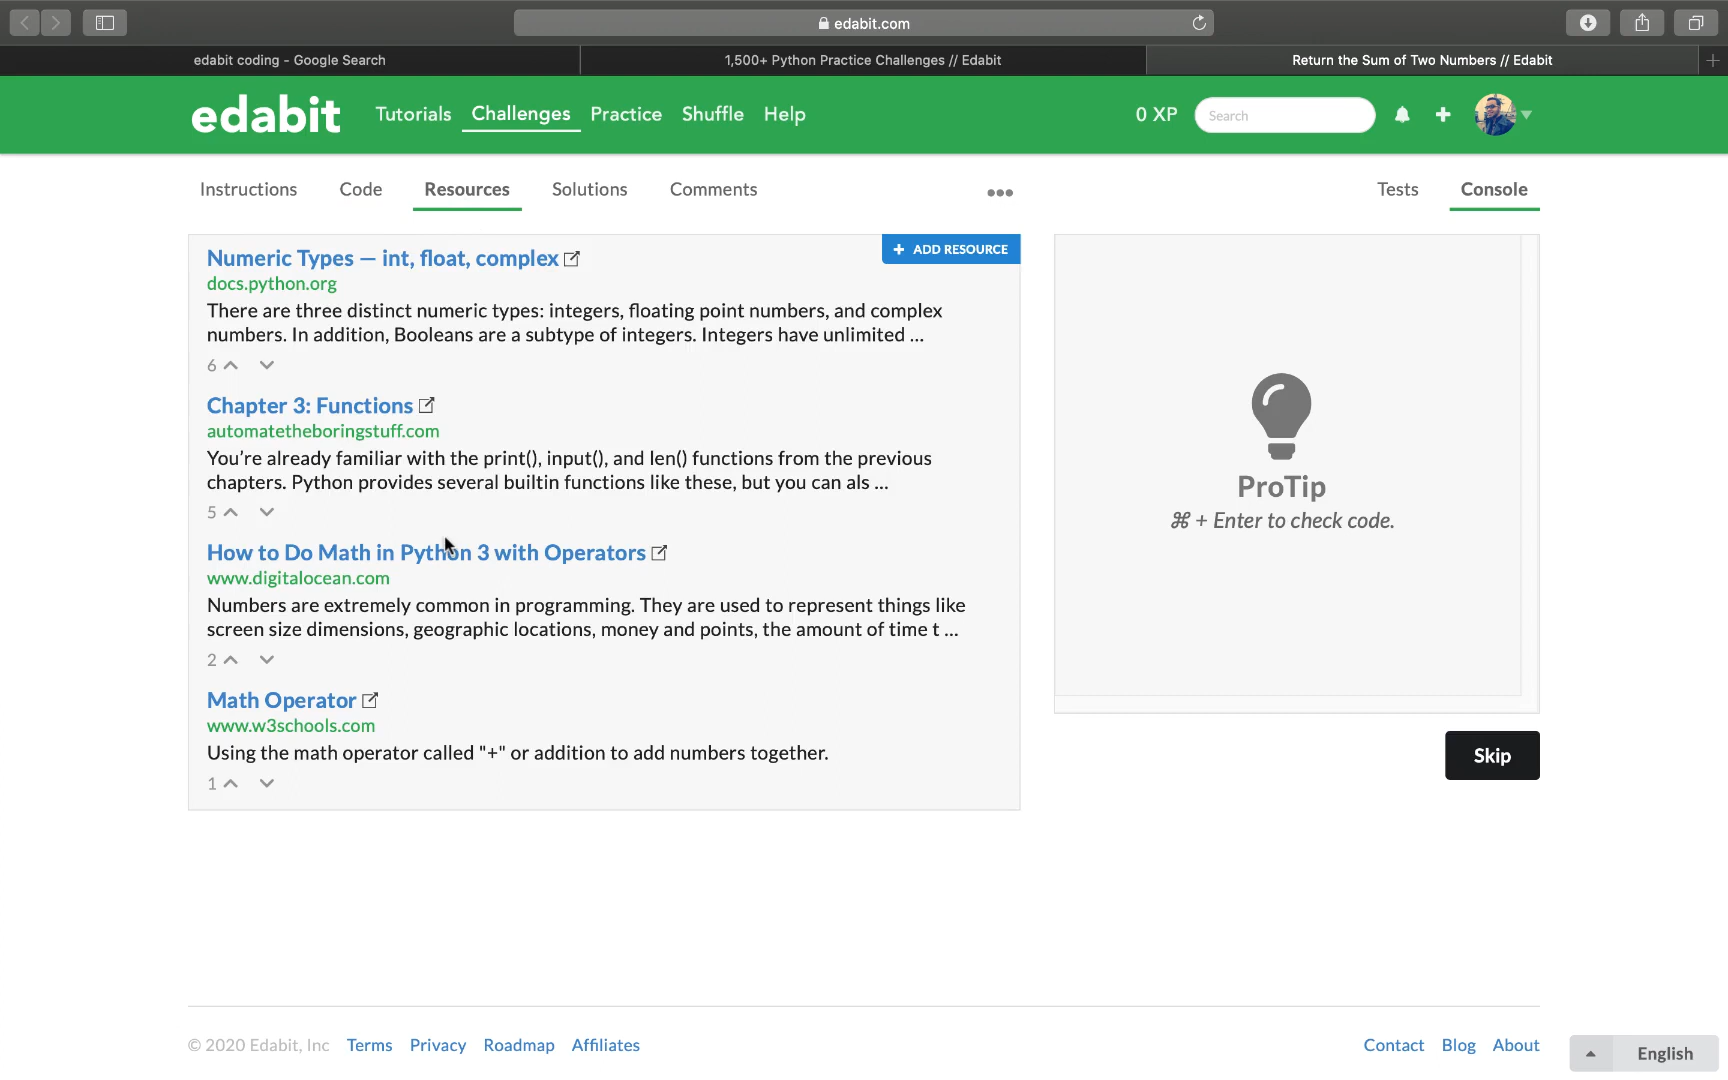 edabit.com
edabit coding - Google Search
1,500+ Python Practice Challenges // Edabit
Return the Sum of Two Numbers // Edabit
edabit Tutorials Challenges Practice Shuffle Help 0 XP Search
Instructions Code Resources Solutions Comments Tests Console
+ ADD RESOURCE
Numeric Types — int, float, complex
docs.python.org
There are three distinct numeric types: integers, floating point numbers, and complex
numbers. In addition, Booleans are a subtype of integers. Integers have unlimited ...
6
Chapter 3: Functions
automatetheboringstuff.com
You're already familiar with the print(), input(), and len() functions from the previous
chapters. Python provides several builtin functions like these, but you can als ...
5
How to Do Math in Python 3 with Operators
www.digitalocean.com
Numbers are extremely common in programming. They are used to represent things like
screen size dimensions, geographic locations, money and points, the amount of time t ...
2
Math Operator
www.w3schools.com
Using the math operator called "+" or addition to add numbers together.
1
ProTip
⌘ + Enter to check code.
Skip
© 2020 Edabit, Inc Terms Privacy Roadmap Affiliates Contact Blog About
English